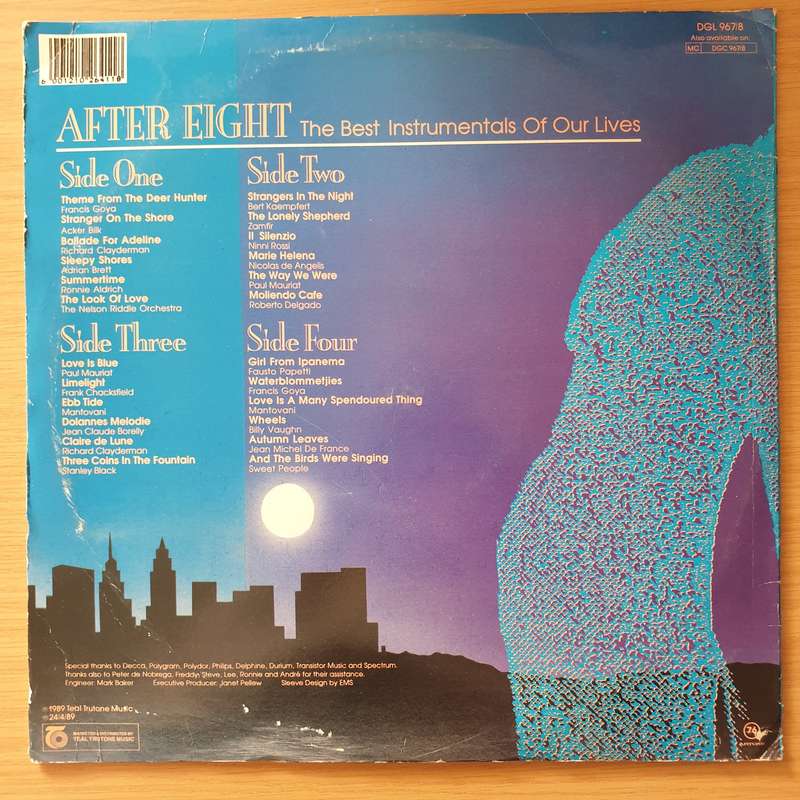 DGL 967/8
Also available on:
MC DGC 967/8
6 001210 264118
AFTER EIGHT The Best Instrumentals Of Our Lives
Side One
Theme From The Deer Hunter
Francis Goya
Stranger On The Shore
Acker Bilk
Ballade For Adeline
Richard Clayderman
Sleepy Shores
Adrian Brett
Summertime
Ronnie Aldrich
The Look Of Love
The Nelson Riddle Orchestra
Side Two
Strangers In The Night
Bert Kaempfert
The Lonely Shepherd
Zamfir
Il Silenzio
Ninni Rossi
Marie Helena
Nicolas de Angelis
The Way We Were
Paul Mauriat
Moliendo Cafe
Roberto Delgado
Side Three
Love Is Blue
Paul Mauriat
Limelight
Frank Chacksfield
Ebb Tide
Mantovani
Dolannes Melodie
Jean Claude Borelly
Claire de Lune
Richard Clayderman
Three Coins In The Fountain
Stanley Black
Side Four
Girl From Ipanema
Fausto Papetti
Waterblommetjies
Francis Goya
Love Is A Many Spendoured Thing
Mantovani
Wheels
Billy Vaughn
Autumn Leaves
Jean Michel De France
And The Birds Were Singing
Sweet People
Special thanks to Decca, Polygram, Polydor, Philips, Delphine, Durium, Transistor Music and Spectrum.
Thanks also to Peter de Nobrega, Freddy, Steve, Lee, Ronnie and André for their assistance.
Engineer: Mark Baker Executive Producer: Janet Pellew Sleeve Design by EMS
1989 Teal Trutone Music
24/4/89
MARKETED & DISTRIBUTED BY
TEAL TRUTONE MUSIC